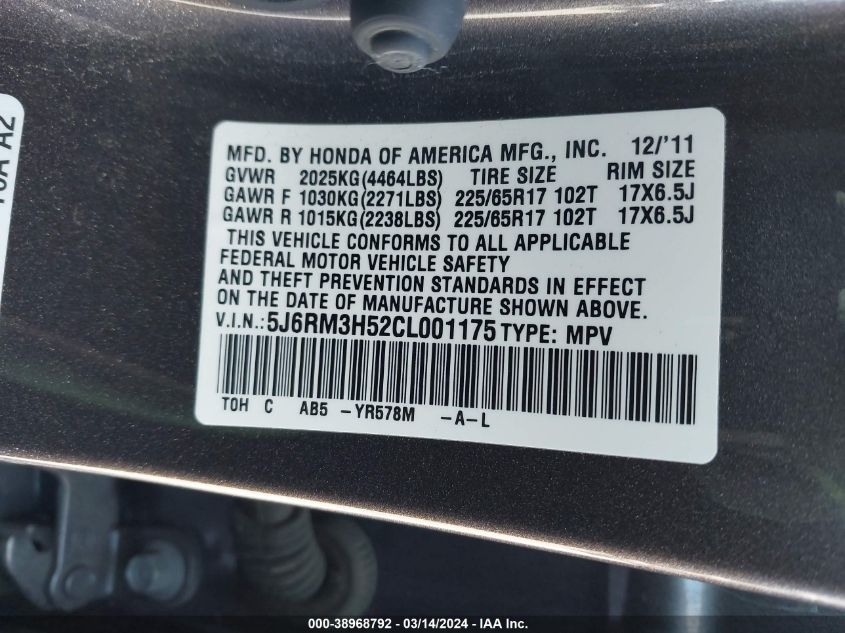 MFD. BY HONDA OF AMERICA MFG., INC. 12/'11
GVWR 2025KG(4464LBS) TIRE SIZE RIM SIZE
GAWR F 1030KG(2271LBS) 225/65R17 102T 17X6.5J
GAWR R 1015KG(2238LBS) 225/65R17 102T 17X6.5J
THIS VEHICLE CONFORMS TO ALL APPLICABLE
FEDERAL MOTOR VEHICLE SAFETY
AND THEFT PREVENTION STANDARDS IN EFFECT
ON THE DATE OF MANUFACTURE SHOWN ABOVE.
V.I.N.: 5J6RM3H52CL001175 TYPE: MPV
TOH C AB5 -YR578M -A-L
A2
000-38968792 - 03/14/2024 - IAA Inc.